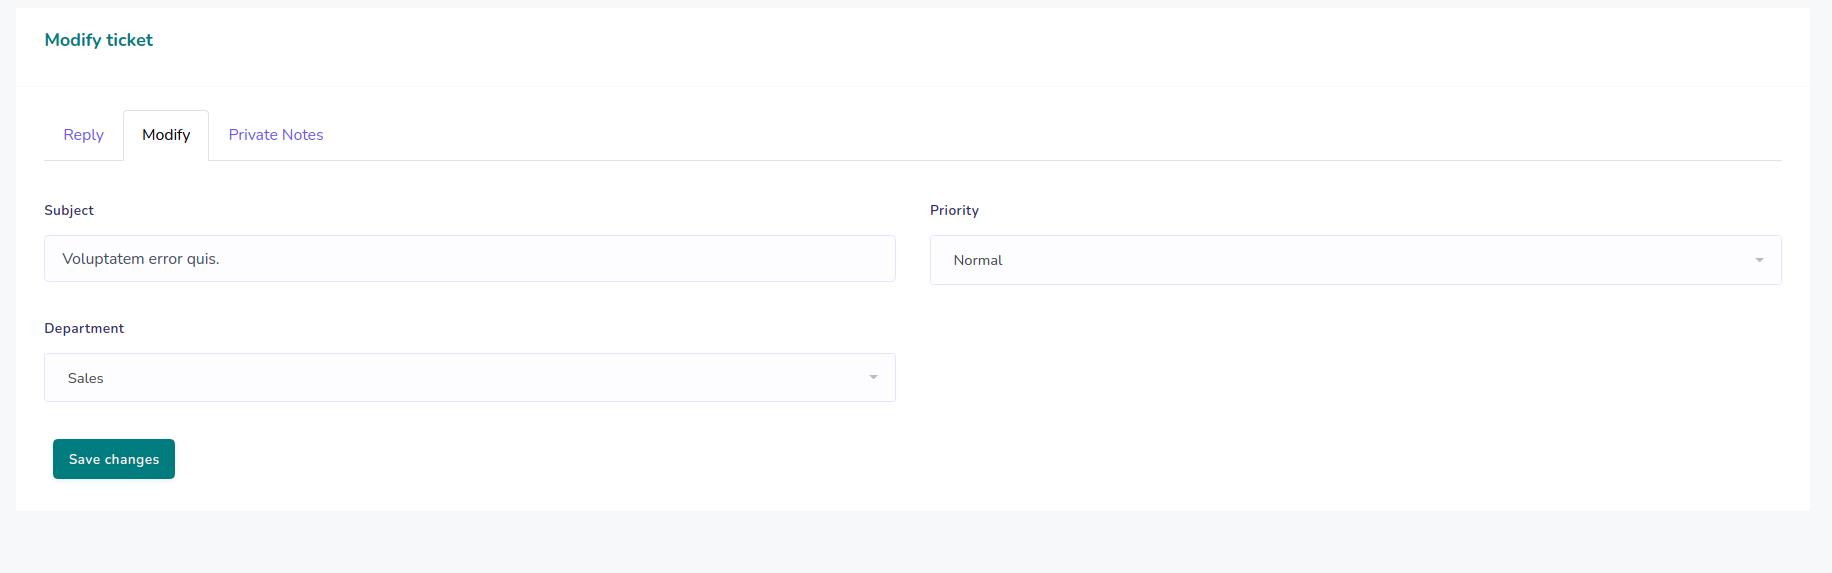 Modify ticket
Reply Modify Private Notes
Subject Priority
Voluptatem error quis. Normal
Department
Sales
Save changes